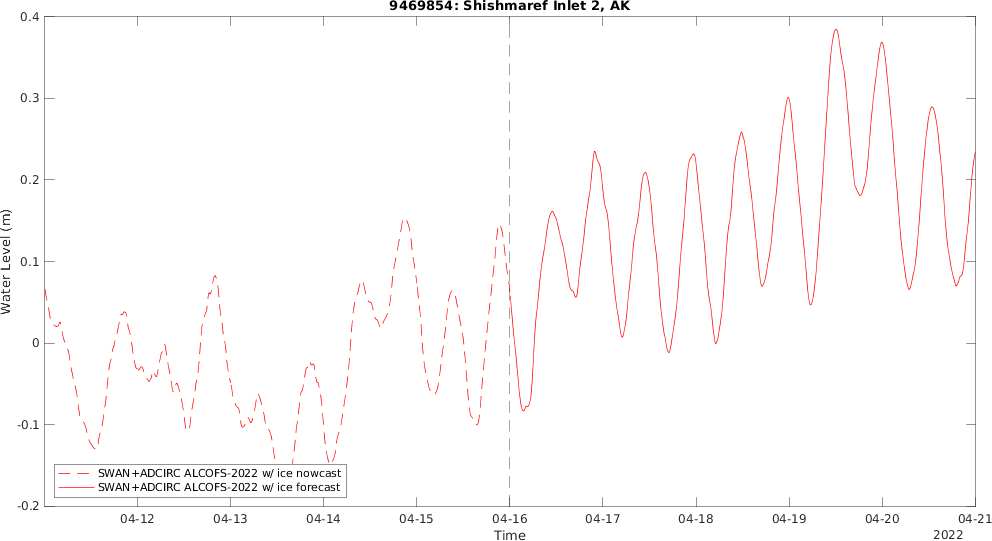 9469854: Shishmaref Inlet 2, AK
0.4
0.3
0.2
0.1
0
-0.1
-0.2
Water Level (m)
SWAN+ADCIRC ALCOFS-2022 w/ ice nowcast
SWAN+ADCIRC ALCOFS-2022 w/ ice forecast
04-12 04-13 04-14 04-15 04-16 04-17 04-18 04-19 04-20 04-21
Time
2022